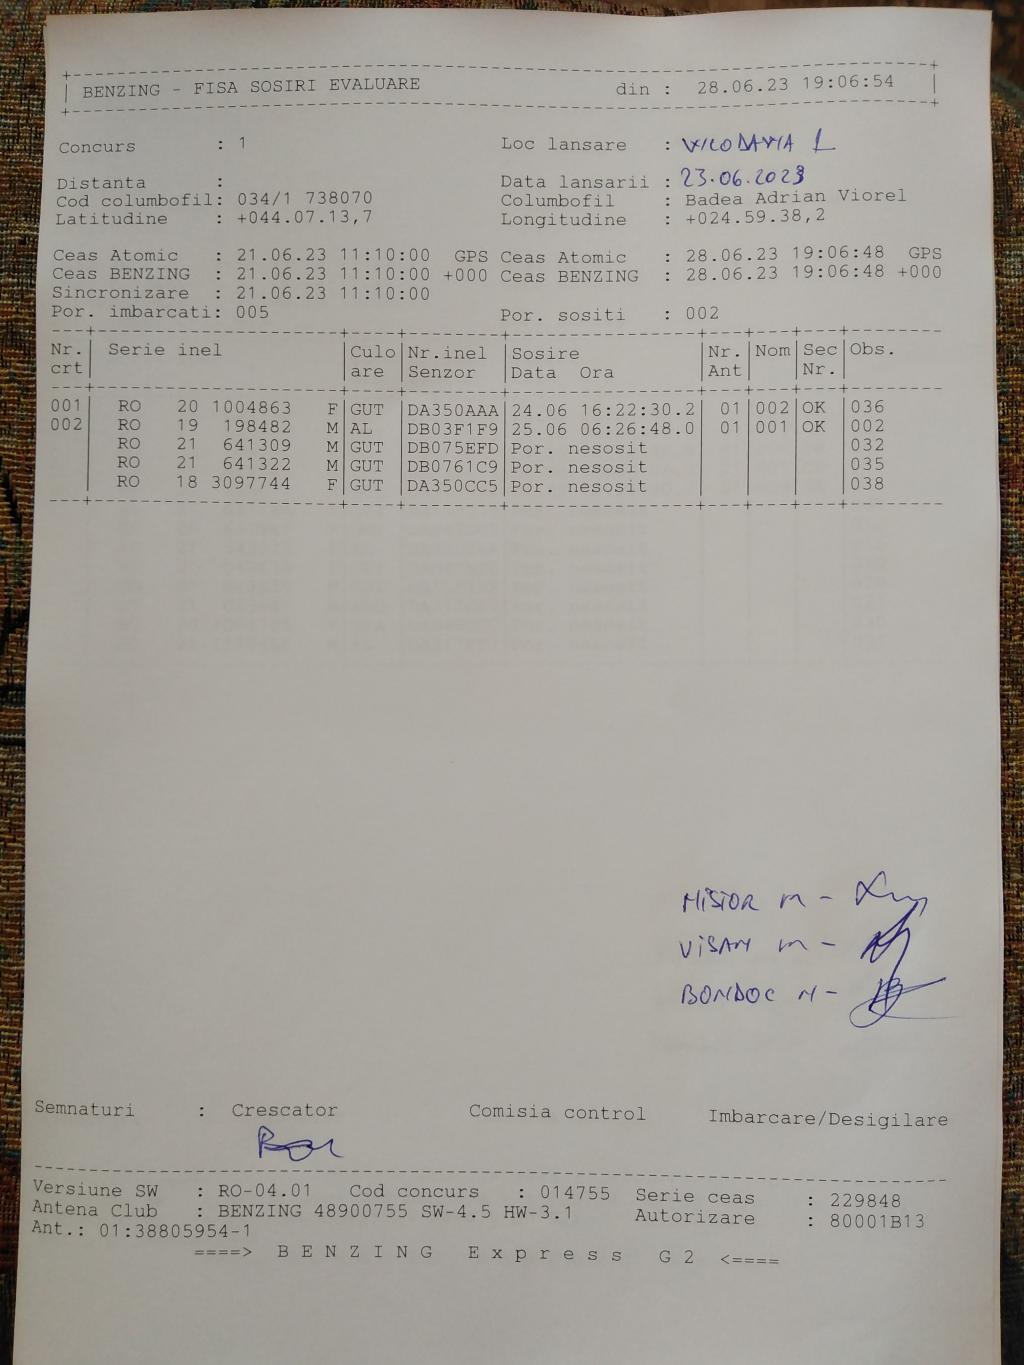 BENZING - FISA SOSIRI EVALUARE din : 28.06.23 19:06:54
Concurs : 1 Loc lansare :
Distanta : Data lansarii : 23.06.2023
Cod columbofil: 034/1 738070 Columbofil : Badea Adrian Viorel
Latitudine : +044.07.13,7 Longitudine : +024.59.38,2
Ceas Atomic : 21.06.23 11:10:00 GPS Ceas Atomic : 28.06.23 19:06:48 GPS
Ceas BENZING : 21.06.23 11:10:00 +000 Ceas BENZING : 28.06.23 19:06:48 +000
Sincronizare : 21.06.23 11:10:00
Por. imbarcati: 005 Por. sositi : 002
Nr. Serie inel Culo Nr.inel Sosire Nr. Nom Sec Obs.
crt are Senzor Data Ora Ant Nr.
001 RO 20 1004863 F GUT DA350AAA 24.06 16:22:30.2 01 002 OK 036
002 RO 19 198482 M AL DB03F1F9 25.06 06:26:48.0 01 001 OK 002
RO 21 641309 M GUT DB075EFD Por. nesosit 032
RO 21 641322 M GUT DB0761C9 Por. nesosit 035
RO 18 3097744 F GUT DA350CC5 Por. nesosit 038
NISTOR M -
VISAN M -
BONDOC N -
Semnaturi : Crescator Comisia control Imbarcare/Desigilare
Versiune SW : RO-04.01 Cod concurs : 014755 Serie ceas : 229848
Antena Club : BENZING 48900755 SW-4.5 HW-3.1 Autorizare : 80001B13
Ant.: 01:38805954-1
====> B E N Z I N G E x p r e s s G 2 <====